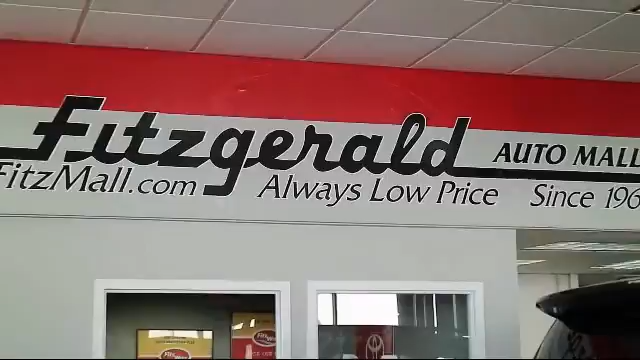 Fitzgerald AUTO MALL
FitzMall.com Always Low Price Since 196